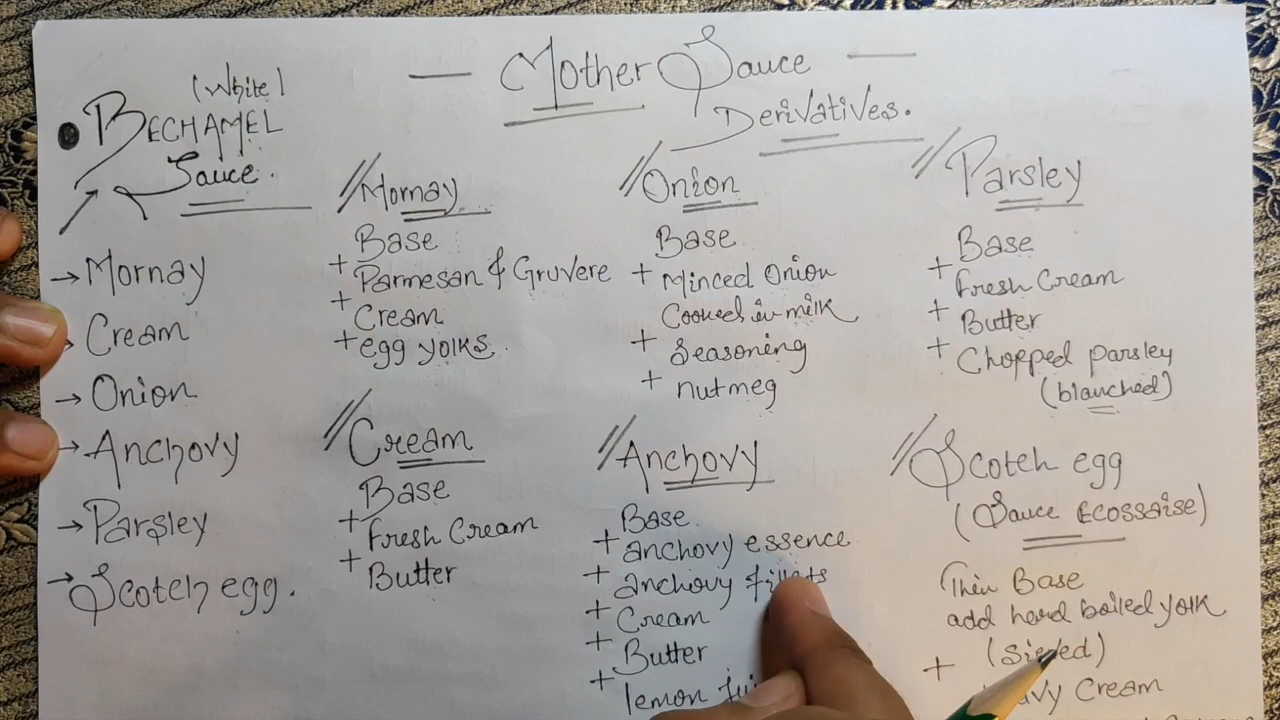 Mother Sauce
Derivatives.
(White)
BECHAMEL
Sauce.
→ Mornay
Cream
→ Onion
→ Anchovy
→ Parsley
→ Scotch egg.
Mornay
Base
+ Parmesan & Gruvere
+ Cream
+ egg yolks.
Cream
Base
+ Fresh Cream
+ Butter
Onion
Base
+ Minced Onion
Cooked in milk
+ Seasoning
+ nutmeg
Anchovy
Base
+ anchovy essence
+ anchovy fillets
+ Cream
+ Butter
+ lemon
Parsley
Base
+ Fresh Cream
+ Butter
+ Chopped parsley
(blanched)
Scotch egg
(Sauce Ecossaise)
Thin Base
add hard boiled yolk
+ Cream